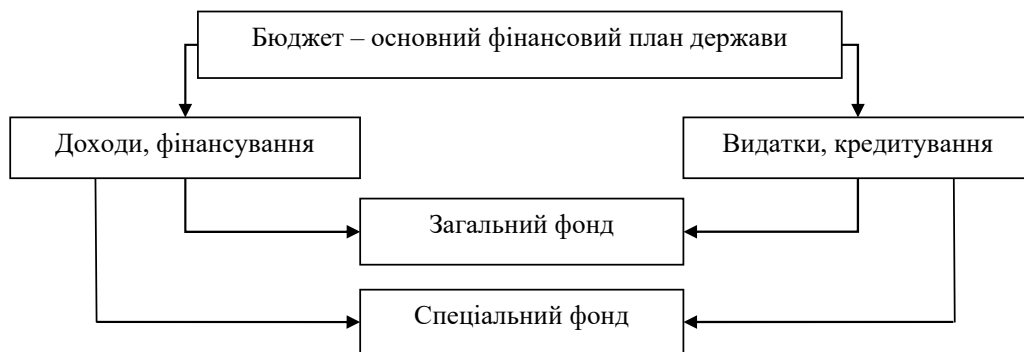 Бюджет – основний фінансовий план держави
Доходи, фінансування
Видатки, кредитування
Загальний фонд
Спеціальний фонд